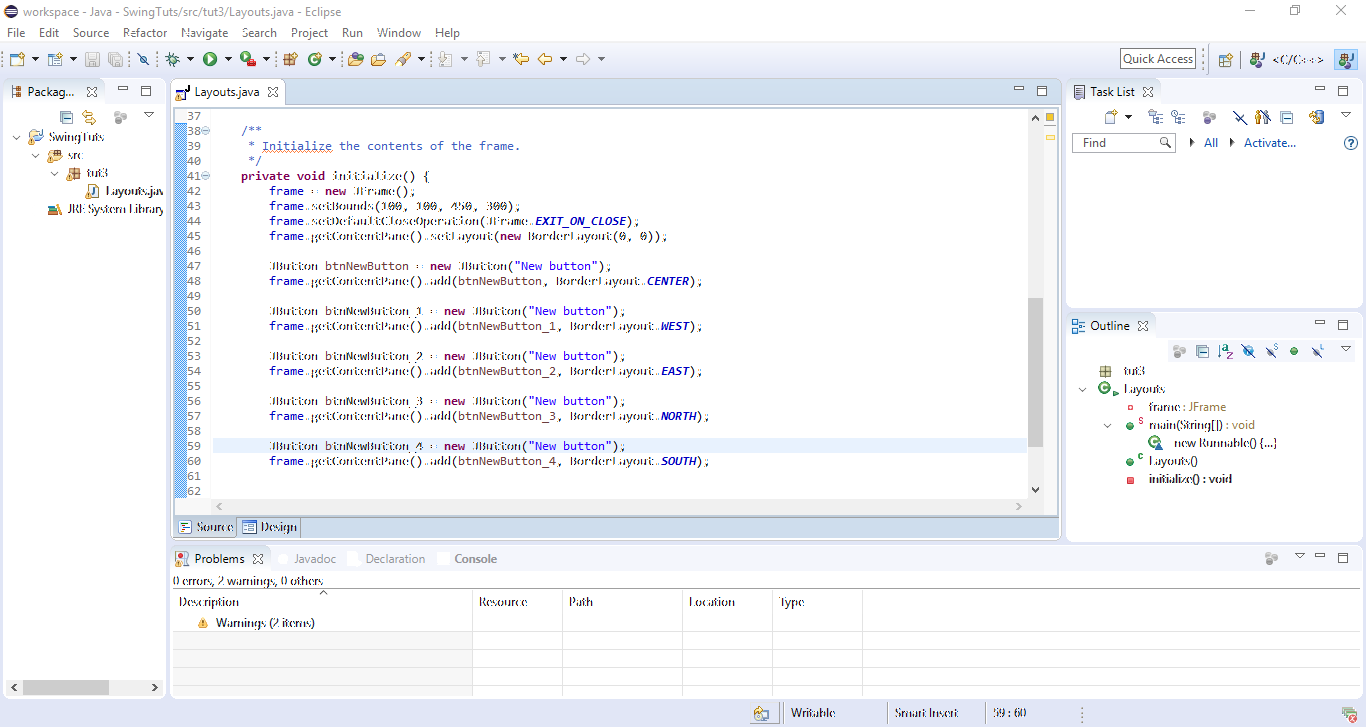 workspace - Java - SwingTuts/src/tut3/Layouts.java - Eclipse
File Edit Source Refactor Navigate Search Project Run Window Help
Quick Access
<C/C++>
Packag...
SwingTuts
src
tut3
Layouts.jav
JRE System Library
Layouts.java
37
38 /**
39 * Initialize the contents of the frame.
40 */
41 private void initialize() {
42 frame = new JFrame();
43 frame.setBounds(100, 100, 450, 300);
44 frame.setDefaultCloseOperation(JFrame.EXIT_ON_CLOSE);
45 frame.getContentPane().setLayout(new BorderLayout(0, 0));
46
47 JButton btnNewButton = new JButton("New button");
48 frame.getContentPane().add(btnNewButton, BorderLayout.CENTER);
49
50 JButton btnNewButton_1 = new JButton("New button");
51 frame.getContentPane().add(btnNewButton_1, BorderLayout.WEST);
52
53 JButton btnNewButton_2 = new JButton("New button");
54 frame.getContentPane().add(btnNewButton_2, BorderLayout.EAST);
55
56 JButton btnNewButton_3 = new JButton("New button");
57 frame.getContentPane().add(btnNewButton_3, BorderLayout.NORTH);
58
59 JButton btnNewButton_4 = new JButton("New button");
60 frame.getContentPane().add(btnNewButton_4, BorderLayout.SOUTH);
61
62
Source Design
Task List
Find All Activate...
Outline
tut3
Layouts
frame : JFrame
main(String[]) : void
new Runnable() {...}
Layouts()
initialize() : void
Problems Javadoc Declaration Console
0 errors, 2 warnings, 0 others
Description Resource Path Location Type
Warnings (2 items)
Writable Smart Insert 59 : 60